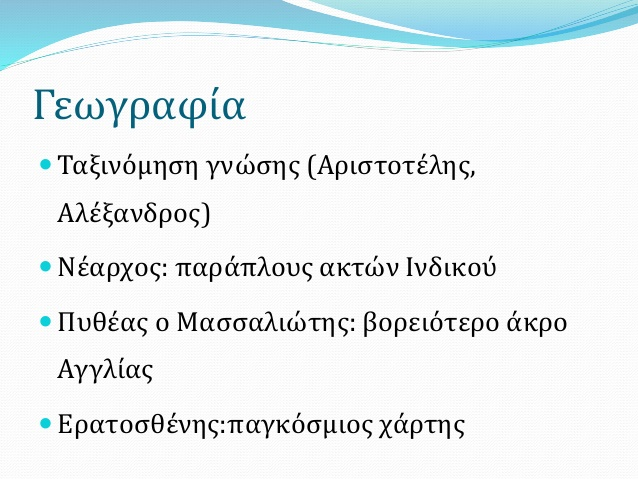 Γεωγραφία
Ταξινόμηση γνώσης (Αριστοτέλης,
Αλέξανδρος)
Νέαρχος: παράπλους ακτών Ινδικού
Πυθέας ο Μασσαλιώτης: βορειότερο άκρο
Αγγλίας
Ερατοσθένης:παγκόσμιος χάρτης